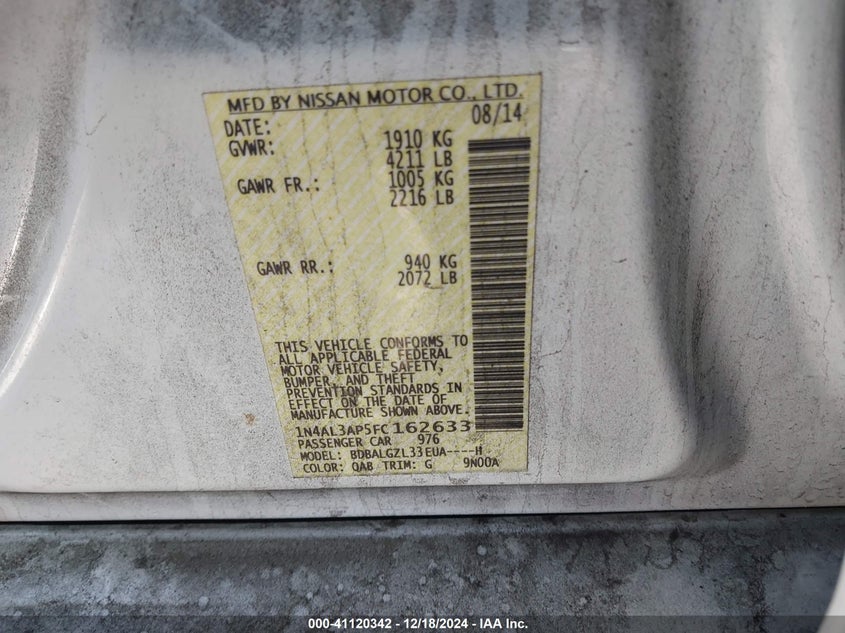 MFD BY NISSAN MOTOR CO., LTD.
DATE: 08/14
GVWR: 1910 KG
4211 LB
GAWR FR.: 1005 KG
2216 LB
GAWR RR.: 940 KG
2072 LB
THIS VEHICLE CONFORMS TO
ALL APPLICABLE FEDERAL
MOTOR VEHICLE SAFETY,
BUMPER, AND THEFT
PREVENTION STANDARDS IN
EFFECT ON THE DATE OF
MANUFACTURE SHOWN ABOVE.
1N4AL3AP5FC162633
PASSENGER CAR 976
MODEL: BDBALGZL33EUA----H
COLOR: QAB TRIM: G 9N00A
000-41120342 - 12/18/2024 - IAA Inc.